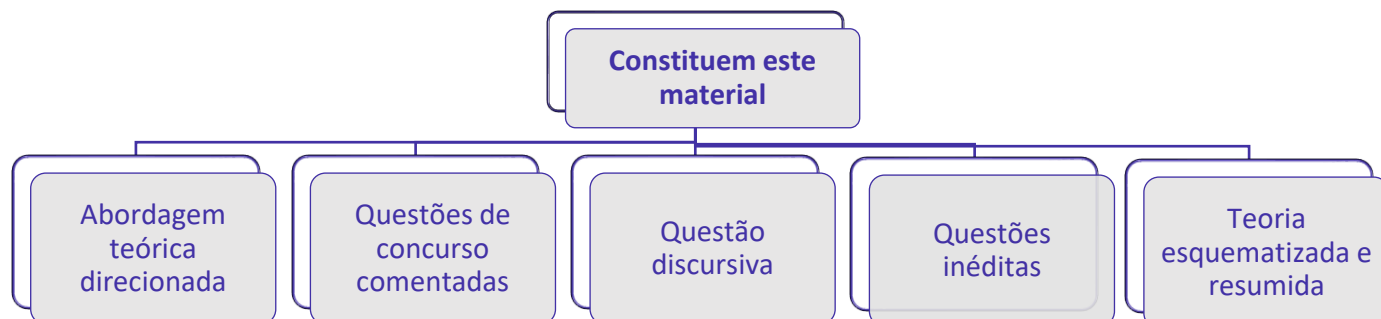 Constituem este
material
Abordagem
teórica
direcionada
Questões de
concurso
comentadas
Questão
discursiva
Questões
inéditas
Teoria
esquematizada e
resumida